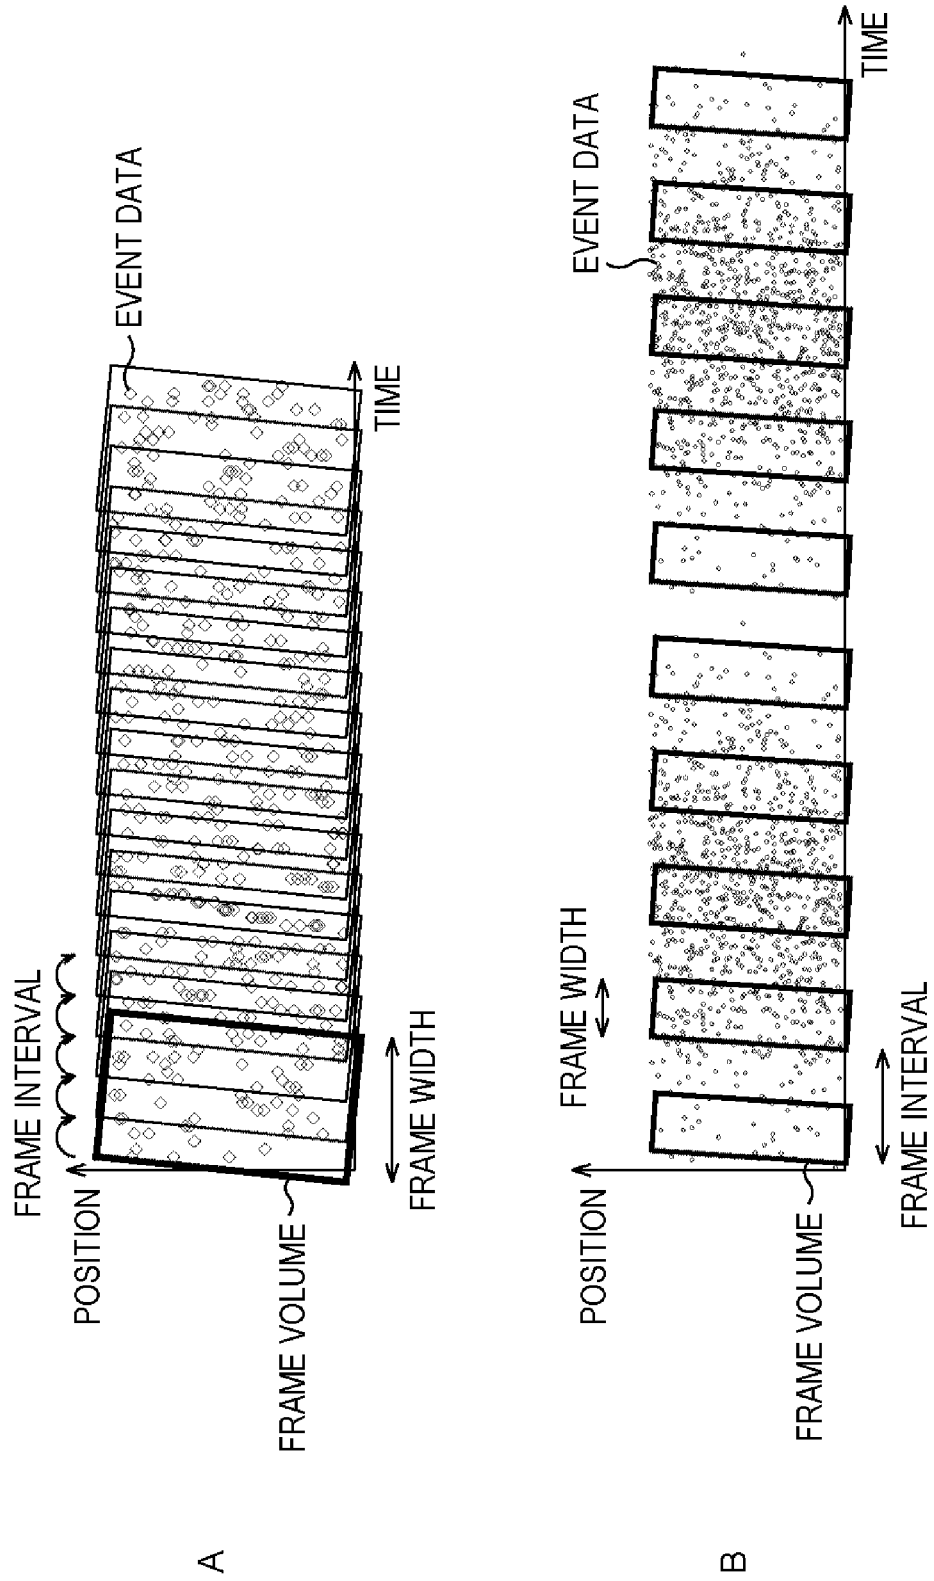 A
FRAME INTERVAL
POSITION
EVENT DATA
TIME
FRAME VOLUME
FRAME WIDTH
B
POSITION
FRAME WIDTH
EVENT DATA
TIME
FRAME VOLUME
FRAME INTERVAL